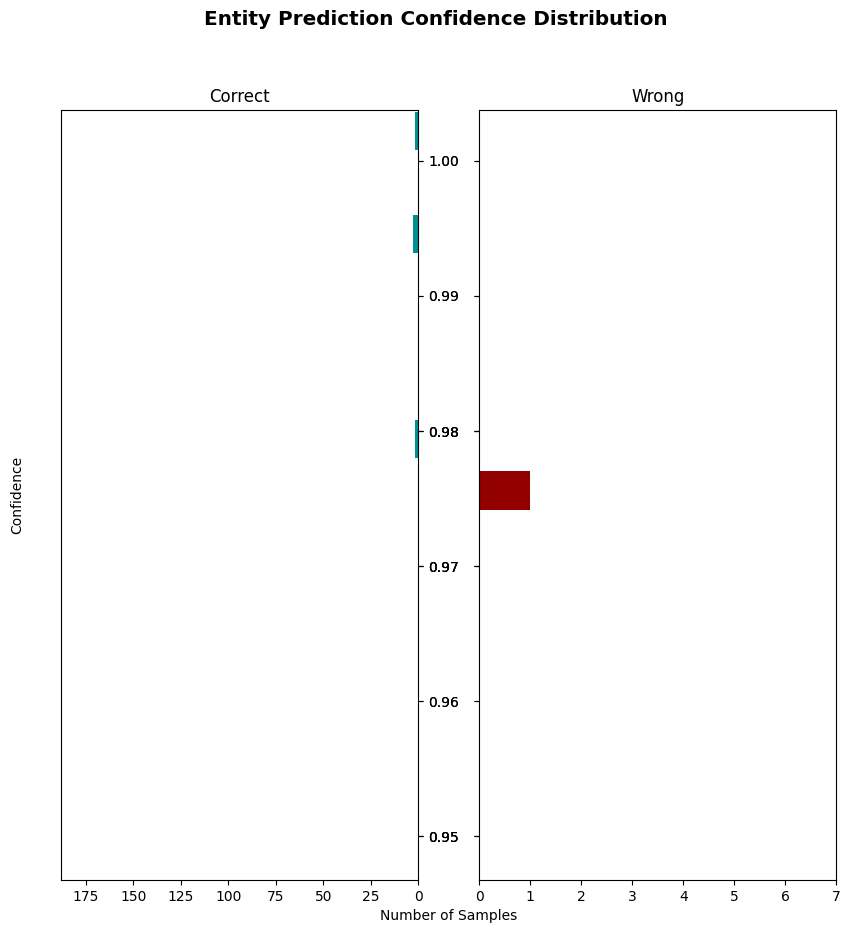 Entity Prediction Confidence Distribution
Correct
Wrong
1.00
0.99
0.98
0.97
0.96
0.95
Confidence
175 150 125 100 75 50 25 0
0 1 2 3 4 5 6 7
Number of Samples